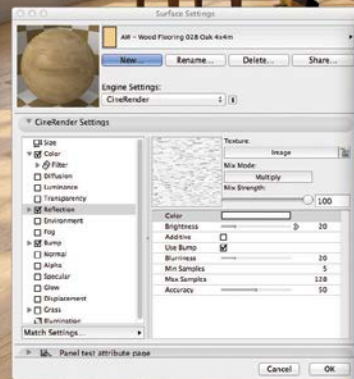 Surface Settings
AW - Wood Flooring 028 Oak 4x4m
New...
Rename...
Delete...
Share...
Engine Settings:
CineRender
CineRender Settings
Size
Color
Filter
Diffusion
Luminance
Transparency
Reflection
Environment
Fog
Bump
Normal
Alpha
Specular
Glow
Displacement
Grass
Illumination
Match Settings...
Texture:
Image
Mix Mode:
Multiply
Mix Strength:
100
Color
Brightness 20
Additive
Use Bump
Blurriness 20
Min Samples 5
Max Samples 128
Accuracy 50
Panel test attribute page
Cancel
OK